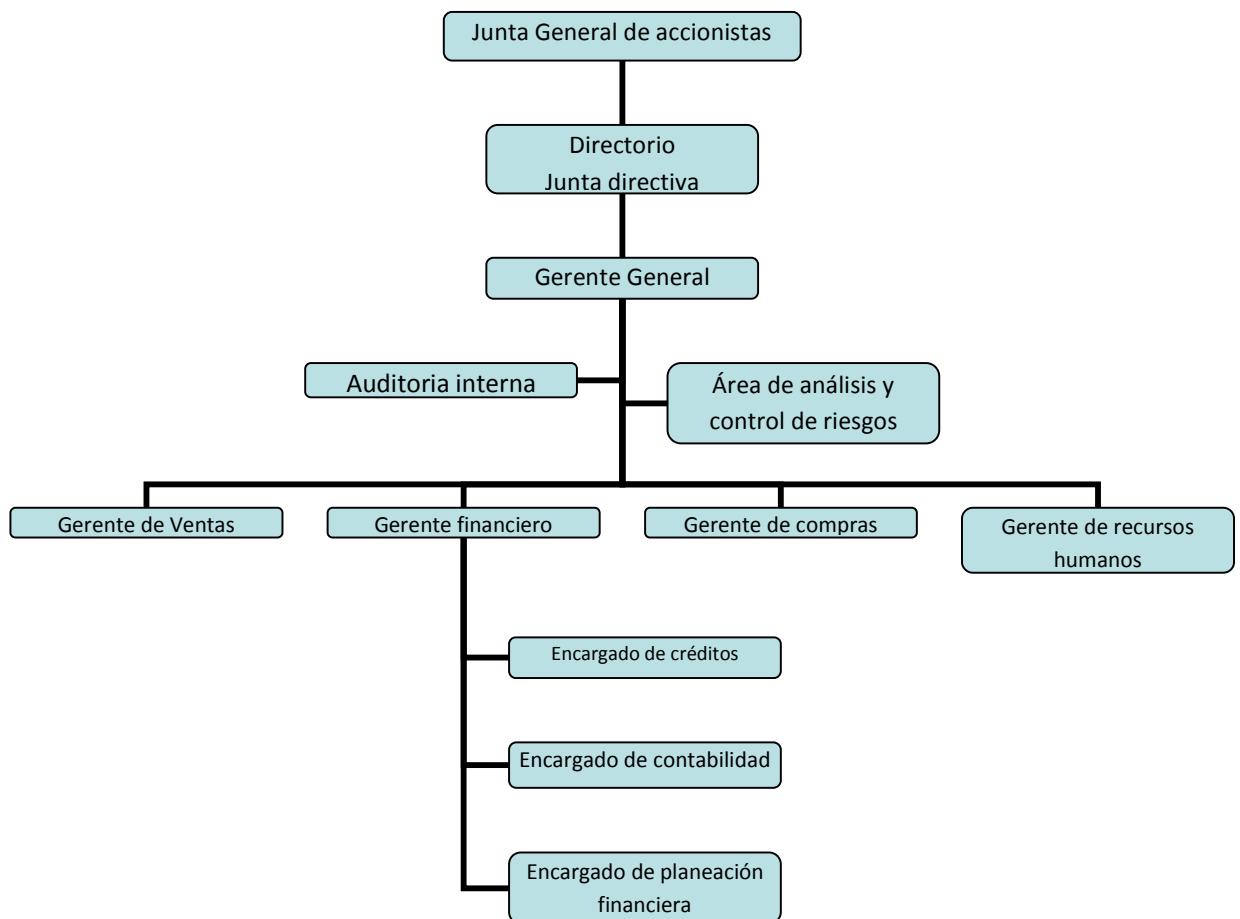 Junta General de accionistas
Directorio
Junta directiva
Gerente General
Auditoria interna
Área de análisis y
control de riesgos
Gerente de Ventas
Gerente financiero
Gerente de compras
Gerente de recursos
humanos
Encargado de créditos
Encargado de contabilidad
Encargado de planeación
financiera